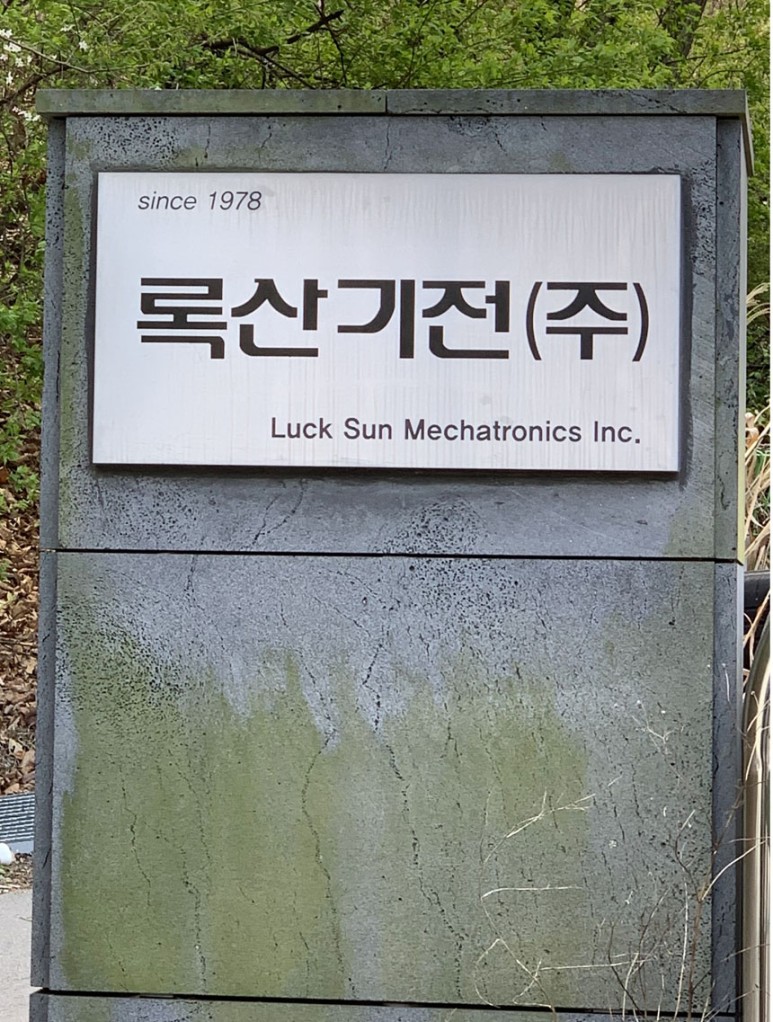 since 1978
록산기전(주)
Luck Sun Mechatronics Inc.